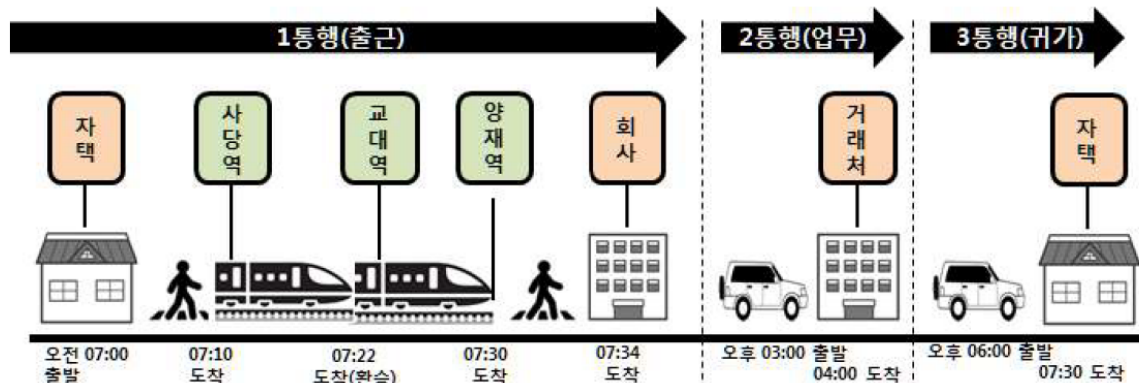 1통행(출근)
2통행(업무)
3통행(귀가)
자택
사당역
교대역
양재역
회사
거래처
자택
오전 07:00
출발
07:10
도착
07:22
도착(환승)
07:30
도착
07:34
도착
오후 03:00 출발
04:00 도착
오후 06:00 출발
07:30 도착